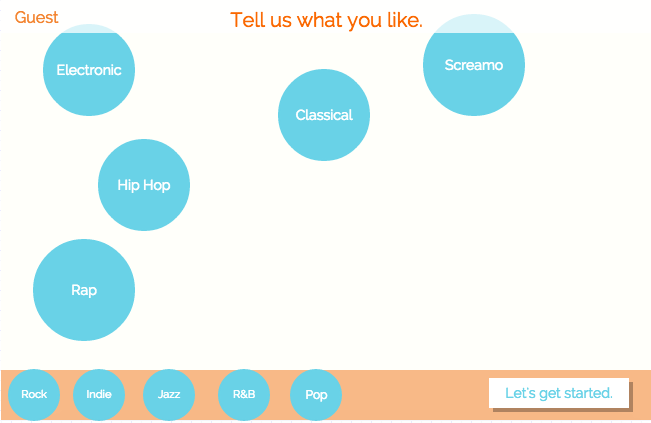 Guest
Tell us what you like.
Electronic
Screamo
Classical
Hip Hop
Rap
Rock
Indie
Jazz
R&B
Pop
Let's get started.